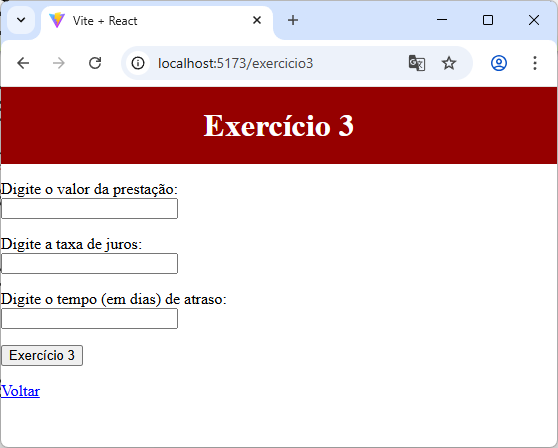 Vite + React
localhost:5173/exercicio3
Exercício 3
Digite o valor da prestação:
Digite a taxa de juros:
Digite o tempo (em dias) de atraso:
Exercício 3
Voltar